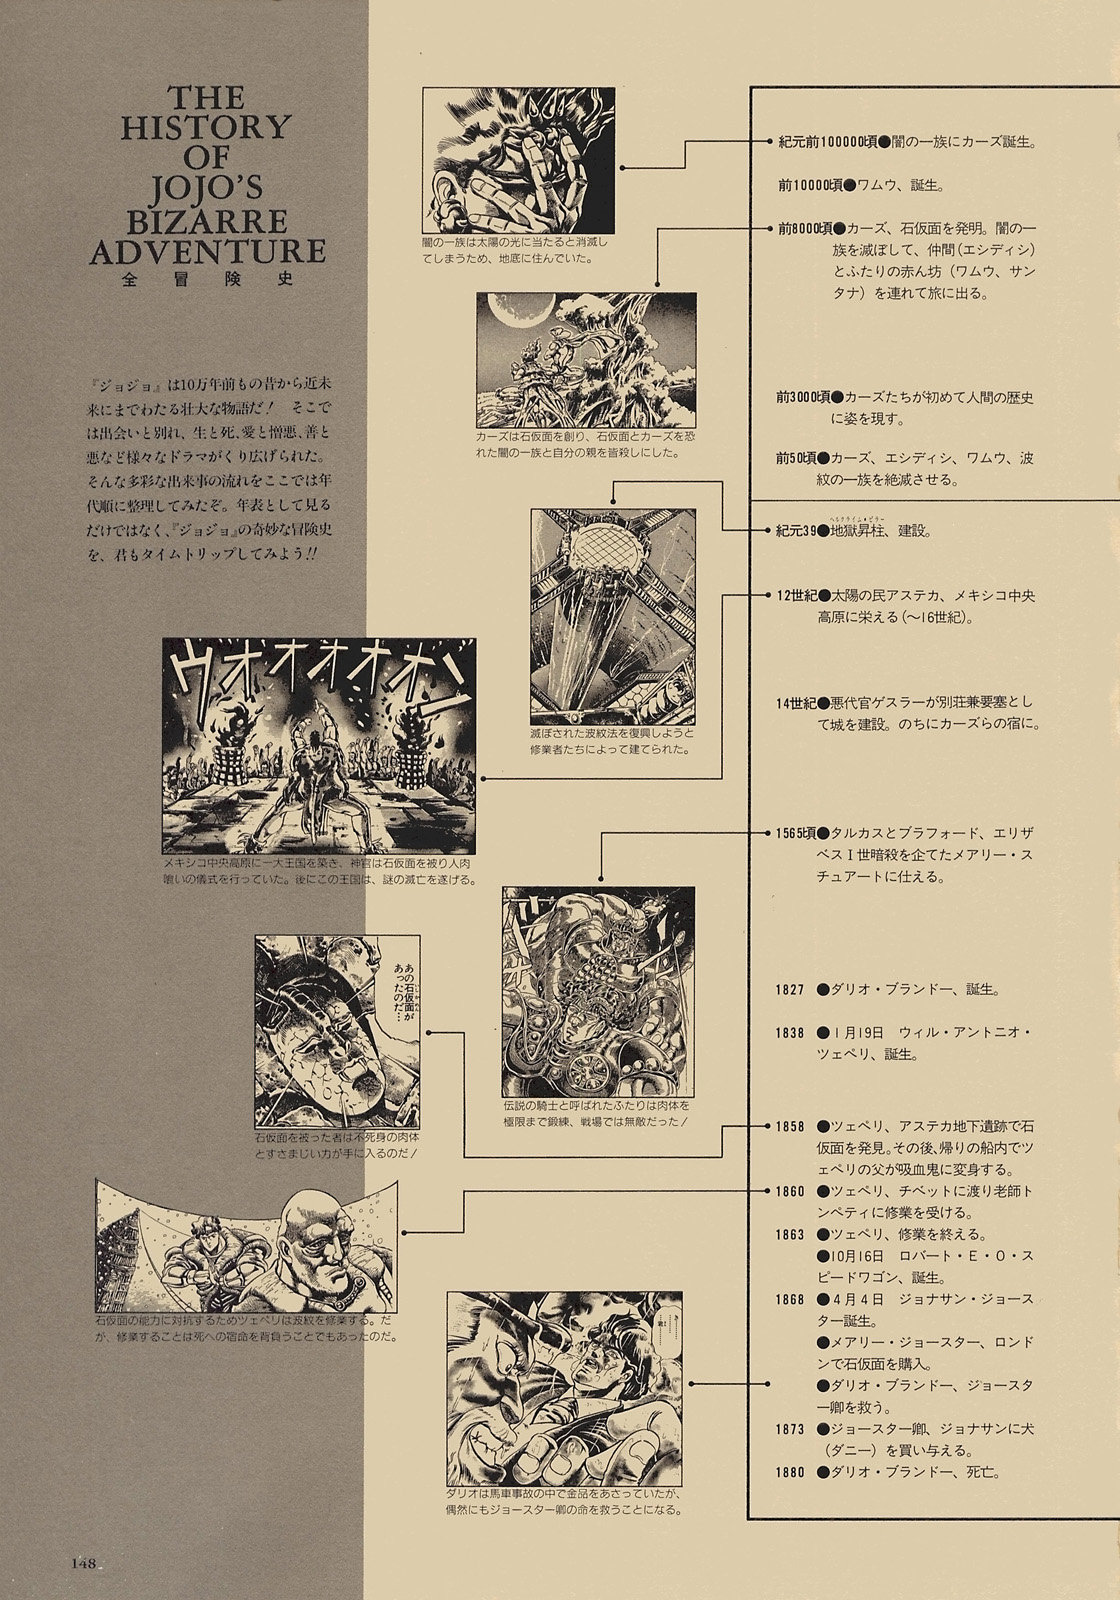 THE
HISTORY
OF
JOJO'S
BIZARRE
ADVENTURE
全冒険史
『ジョジョ』は10万年前もの昔から近未
来にまでわたる壮大な物語だ! そこで
は出会いと別れ、生と死、愛と憎悪、善と
悪など様々なドラマがくり広げられた。
そんな多彩な出来事の流れをここでは年
代順に整理してみたぞ。年表として見る
だけではなく、『ジョジョ』の奇妙な冒険史
を、君もタイムトリップしてみよう!!
闇の一族は太陽の光に当たると消滅し
てしまうため、地底に住んでいた。
カーズは石仮面を創り、石仮面とカーズを恐
れた闇の一族と自分の親を皆殺しにした。
滅ぼされた波紋法を復興しようと
修業者たちによって建てられた。
ヴオオオオオン
メキシコ中央高原に一大王国を築き、神官は石仮面を被り人肉
喰いの儀式を行っていた。後にこの王国は、謎の滅亡を遂げる。
伝説の騎士と呼ばれたふたりは肉体を
極限まで鍛練、戦場では無敵だった!
あの石仮面が
あったのだ…
石仮面を被った者は不死身の肉体
とすさまじい力が手に入るのだ!
石仮面の能力に対抗するためツェペリは波紋を修業する。だ
が、修業することは死への宿命を背負うことでもあったのだ。
ダリオは馬車事故の中で金品をあさっていたが、
偶然にもジョースター卿の命を救うことになる。
紀元前100000頃●闇の一族にカーズ誕生。
前10000頃●ワムウ、誕生。
前8000頃●カーズ、石仮面を発明。闇の一
族を滅ぼして、仲間(エシディシ)
とふたりの赤ん坊(ワムウ、サン
タナ)を連れて旅に出る。
前3000頃●カーズたちが初めて人間の歴史
に姿を現す。
前50頃●カーズ、エシディシ、ワムウ、波
紋の一族を絶滅させる。
ヘルクライム・ピラー
紀元39●地獄昇柱、建設。
12世紀●太陽の民アステカ、メキシコ中央
高原に栄える(〜16世紀)。
14世紀●悪代官ゲスラーが別荘兼要塞とし
て城を建設。のちにカーズらの宿に。
1565頃●タルカスとブラフォード、エリザ
ベスⅠ世暗殺を企てたメアリー・ス
チュアートに仕える。
1827 ●ダリオ・ブランドー、誕生。
1838 ●1月19日 ウィル・アントニオ・
ツェペリ、誕生。
1858 ●ツェペリ、アステカ地下遺跡で石
仮面を発見。その後、帰りの船内でツ
ェペリの父が吸血鬼に変身する。
1860 ●ツェペリ、チベットに渡り老師ト
ンペティに修業を受ける。
1863 ●ツェペリ、修業を終える。
●10月16日 ロバート・E・O・ス
ピードワゴン、誕生。
1868 ●4月4日 ジョナサン・ジョース
ター誕生。
●メアリー・ジョースター、ロンド
ンで石仮面を購入。
●ダリオ・ブランドー、ジョースタ
ー卿を救う。
1873 ●ジョースター卿、ジョナサンに犬
(ダニー)を買い与える。
1880 ●ダリオ・ブランドー、死亡。
148